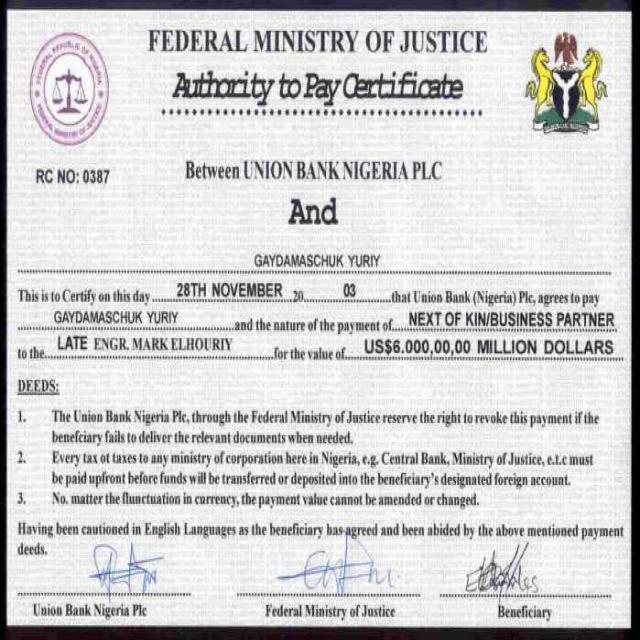 FEDERAL MINISTRY OF JUSTICE
Authority to Pay Certificate
RC NO: 0387
Between UNION BANK NIGERIA PLC
And
GAYDAMASCHUK YURIY
This is to Certify on this day 28TH NOVEMBER 20 03 that Union Bank (Nigeria) Plc, agrees to pay
GAYDAMASCHUK YURIY and the nature of the payment of NEXT OF KIN/BUSINESS PARTNER
to the LATE ENGR. MARK ELHOURIY for the value of US$6.000,00,00 MILLION DOLLARS
DEEDS:
1. The Union Bank Nigeria Plc, through the Federal Ministry of Justice reserve the right to revoke this payment if the
benefciary fails to deliver the relevant documents when needed.
2. Every tax ot taxes to any ministry of corporation here in Nigeria, e.g. Central Bank, Ministry of Justice, e.t.c must
be paid upfront before funds will be transferred or deposited into the beneficiary's designated foreign account.
3. No. matter the flunctuation in currency, the payment value cannot be amended or changed.
Having been cautioned in English Languages as the beneficiary has agreed and been abided by the above mentioned payment
deeds.
Union Bank Nigeria Plc
Federal Ministry of Justice
Beneficiary